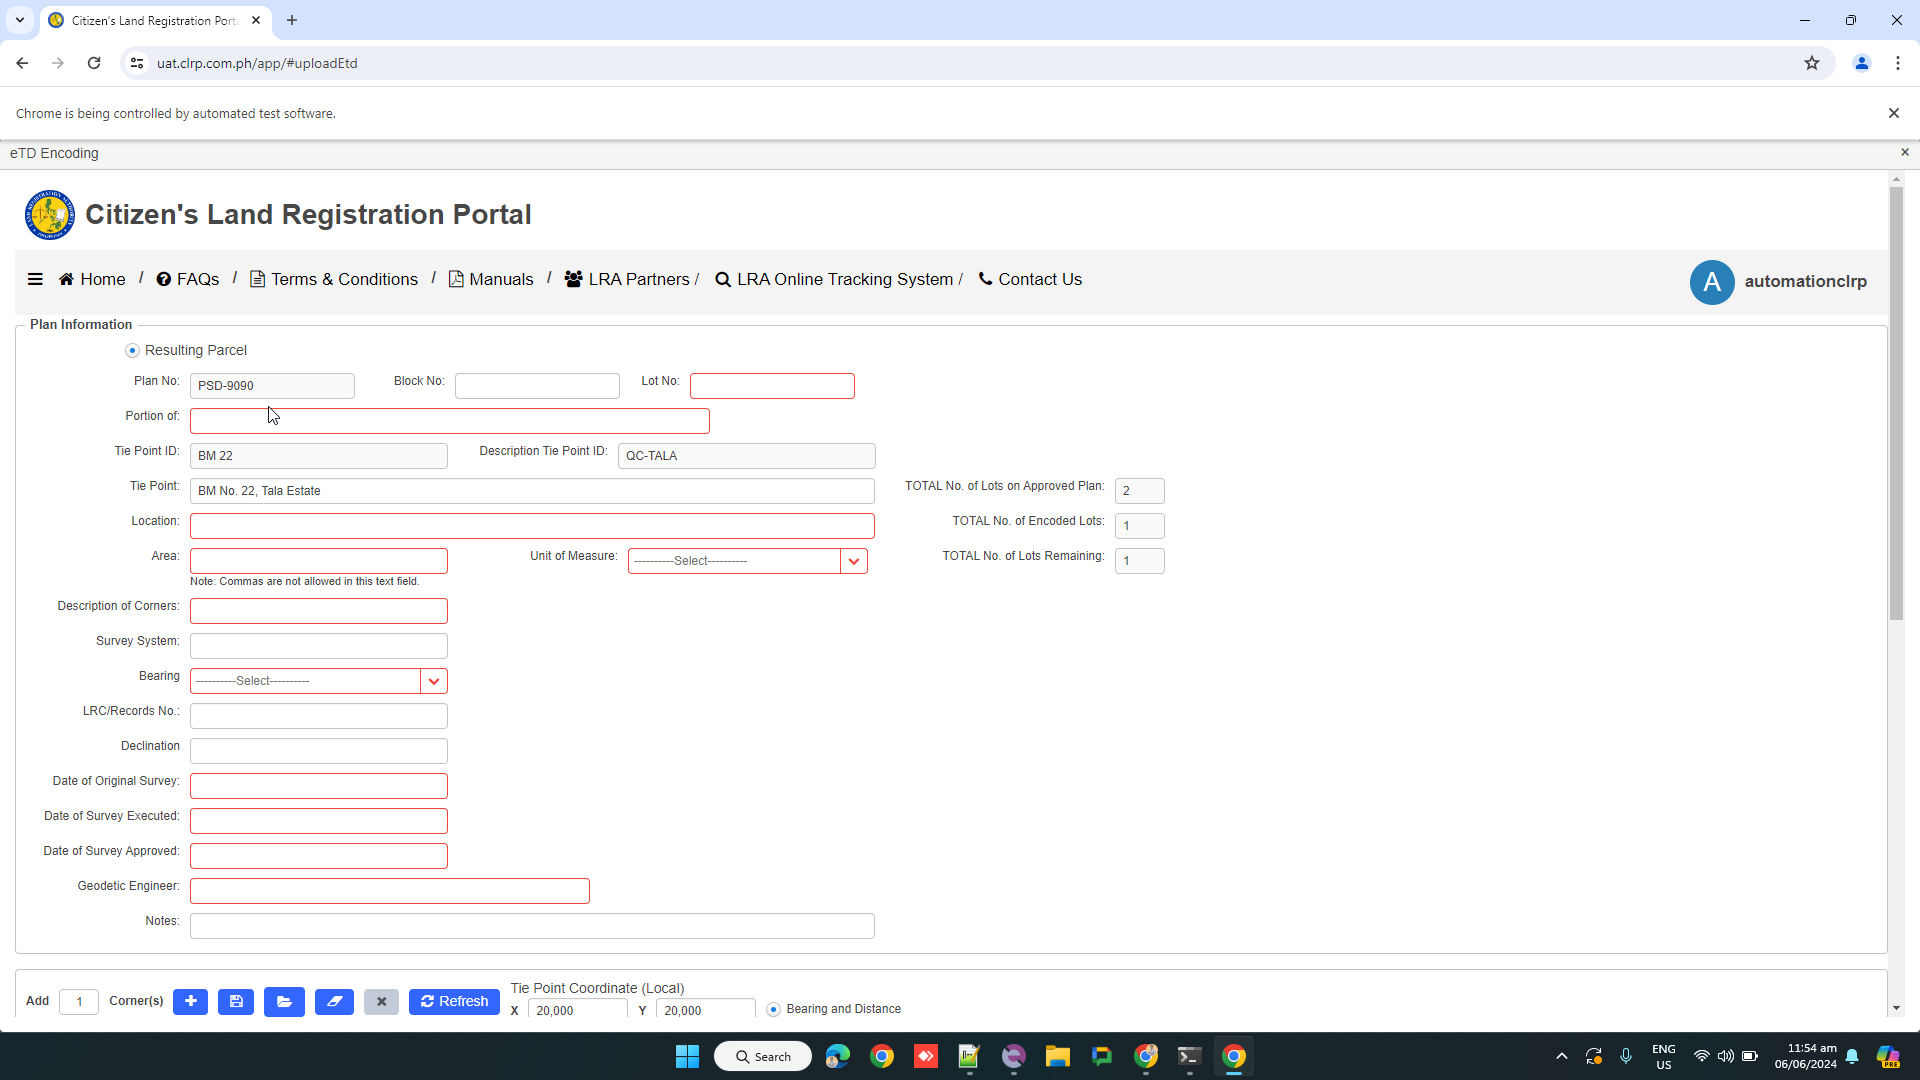 Citizen's Land Registration Porta
uat.clrp.com.ph/app/#uploadEtd
Chrome is being controlled by automated test software.
eTD Encoding
Citizen's Land Registration Portal
Home / FAQs / Terms & Conditions / Manuals / LRA Partners / LRA Online Tracking System / Contact Us
A automationclrp
Plan Information
Resulting Parcel
Plan No: PSD-9090 Block No: Lot No:
Portion of:
Tie Point ID: BM 22 Description Tie Point ID: QC-TALA
Tie Point: BM No. 22, Tala Estate TOTAL No. of Lots on Approved Plan: 2
Location: TOTAL No. of Encoded Lots: 1
Area: Unit of Measure: ----------Select---------- TOTAL No. of Lots Remaining: 1
Note: Commas are not allowed in this text field.
Description of Corners:
Survey System:
Bearing ----------Select----------
LRC/Records No.:
Declination
Date of Original Survey:
Date of Survey Executed:
Date of Survey Approved:
Geodetic Engineer:
Notes:
Add 1 Corner(s) Refresh
Tie Point Coordinate (Local)
X 20,000 Y 20,000 Bearing and Distance
Search
ENG
US
11:54 am
06/06/2024
PRE